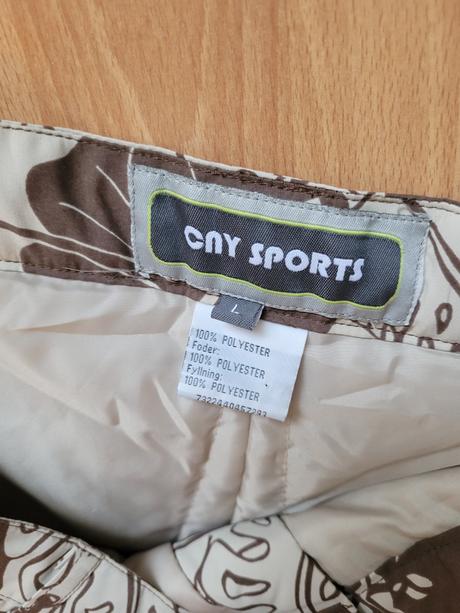 CNY SPORTS
L
100% POLYESTER
Foder:
100% POLYESTER
Fyllning:
100% POLYESTER